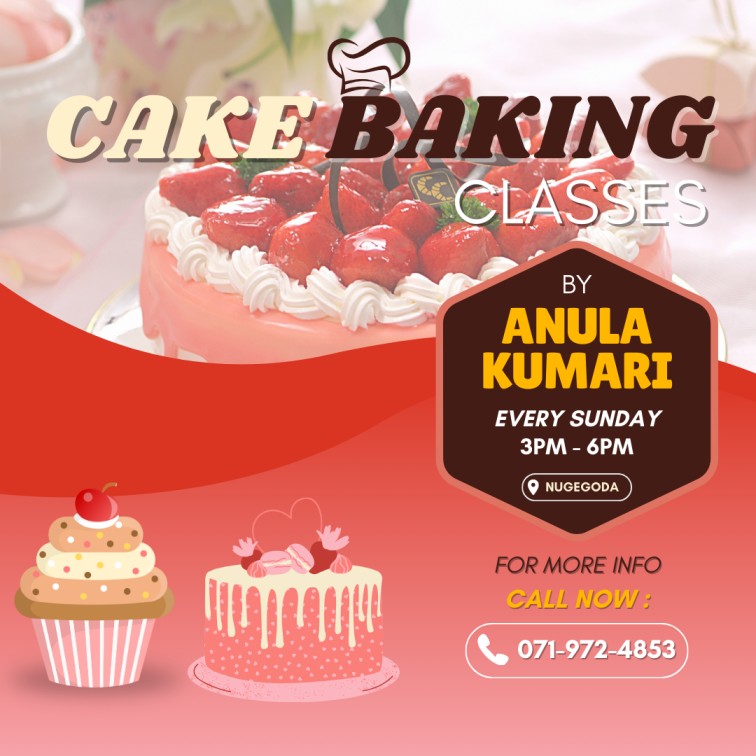 CAKE BAKING
CLASSES
BY
ANULA
KUMARI
EVERY SUNDAY
3PM - 6PM
NUGEGODA
FOR MORE INFO
CALL NOW :
071-972-4853